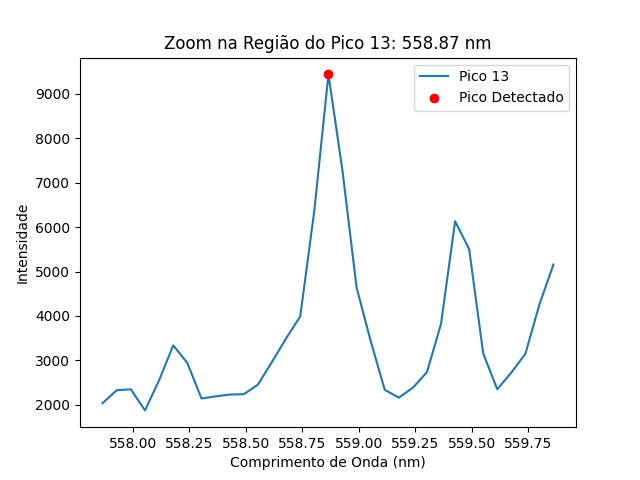 Zoom na Região do Pico 13: 558.87 nm
Pico 13
Pico Detectado
Intensidade
9000
8000
7000
6000
5000
4000
3000
2000
558.00 558.25 558.50 558.75 559.00 559.25 559.50 559.75
Comprimento de Onda (nm)